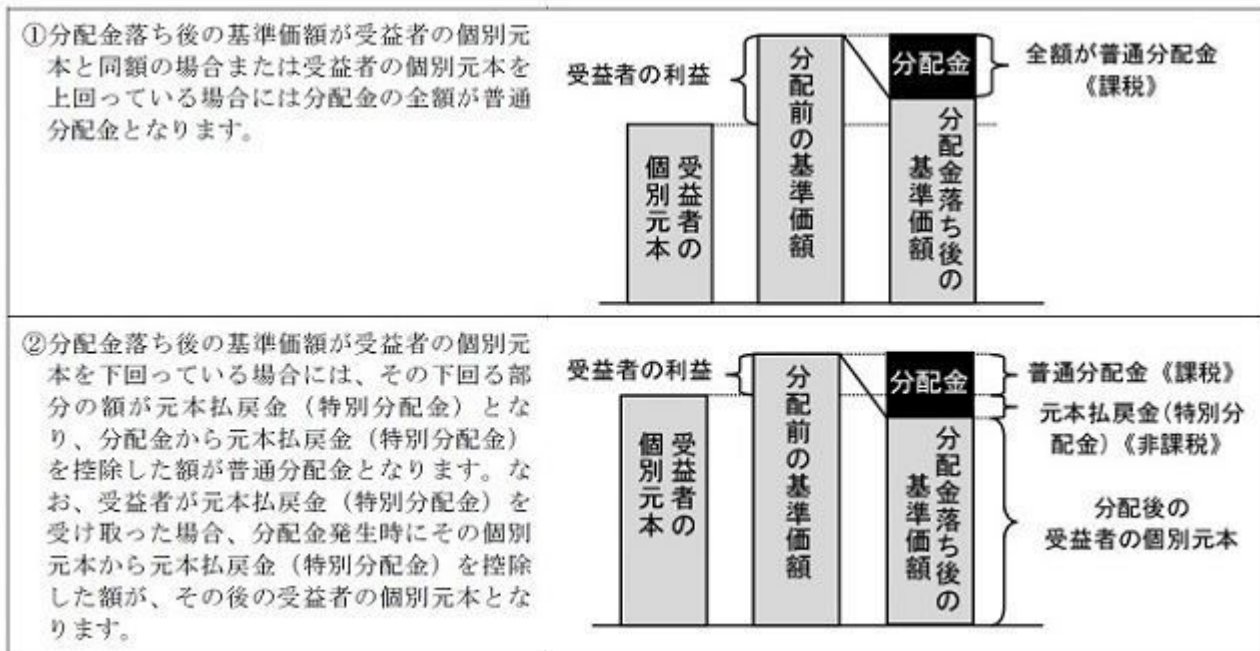 ①分配金落ち後の基準価額が受益者の個別元
本と同額の場合または受益者の個別元本を
上回っている場合には分配金の全額が普通
分配金となります。
受益者の利益
受益者の
個別元本
分配前の基準価額
分配金
分配金落ち後の
基準価額
全額が普通分配金
《課税》
②分配金落ち後の基準価額が受益者の個別元
本を下回っている場合には、その下回る部
分の額が元本払戻金（特別分配金）とな
り、分配金から元本払戻金（特別分配金）
を控除した額が普通分配金となります。な
お、受益者が元本払戻金（特別分配金）を
受け取った場合、分配金発生時にその個別
元本から元本払戻金（特別分配金）を控除
した額が、その後の受益者の個別元本とな
ります。
受益者の利益
受益者の
個別元本
分配前の基準価額
分配金
分配金落ち後の
基準価額
普通分配金《課税》
元本払戻金(特別分
配金)《非課税》
分配後の
受益者の個別元本